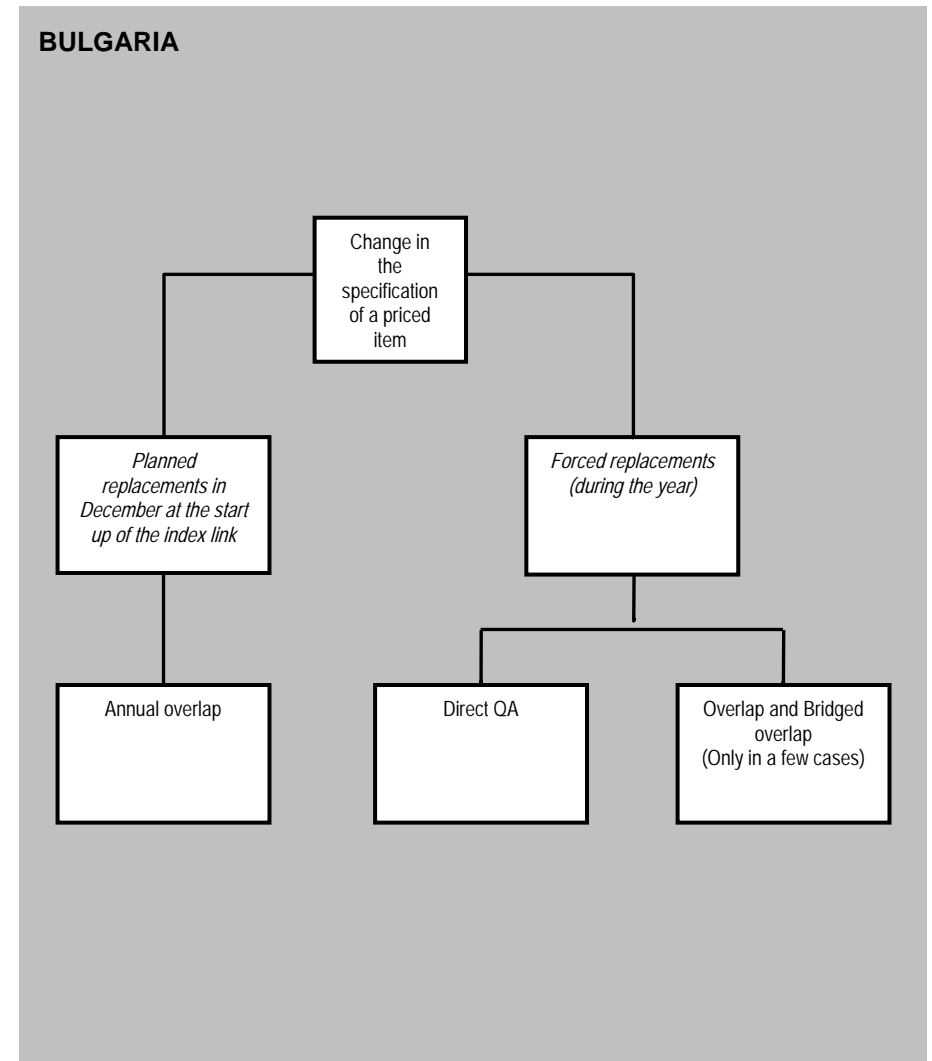 BULGARIA
Change in
the
specification
of a priced
item
Planned
replacements in
December at the start
up of the index link
Forced replacements
(during the year)
Annual overlap
Direct QA
Overlap and Bridged
overlap
(Only in a few cases)